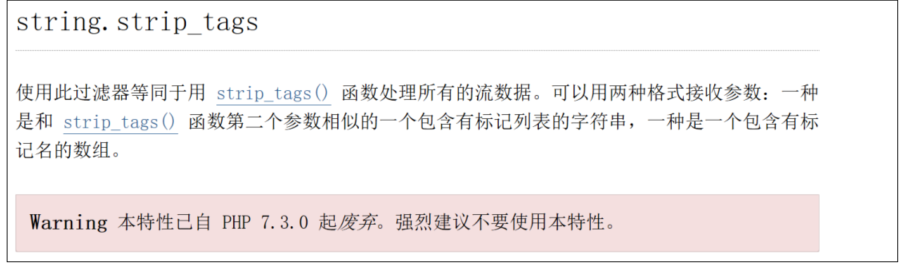 string.strip_tags
使用此过滤器等同于用 strip_tags() 函数处理所有的流数据。可以用两种格式接收参数：一种
是和 strip_tags() 函数第二个参数相似的一个包含有标记列表的字符串，一种是一个包含有标
记名的数组。
Warning 本特性已自 PHP 7.3.0 起废弃。强烈建议不要使用本特性。